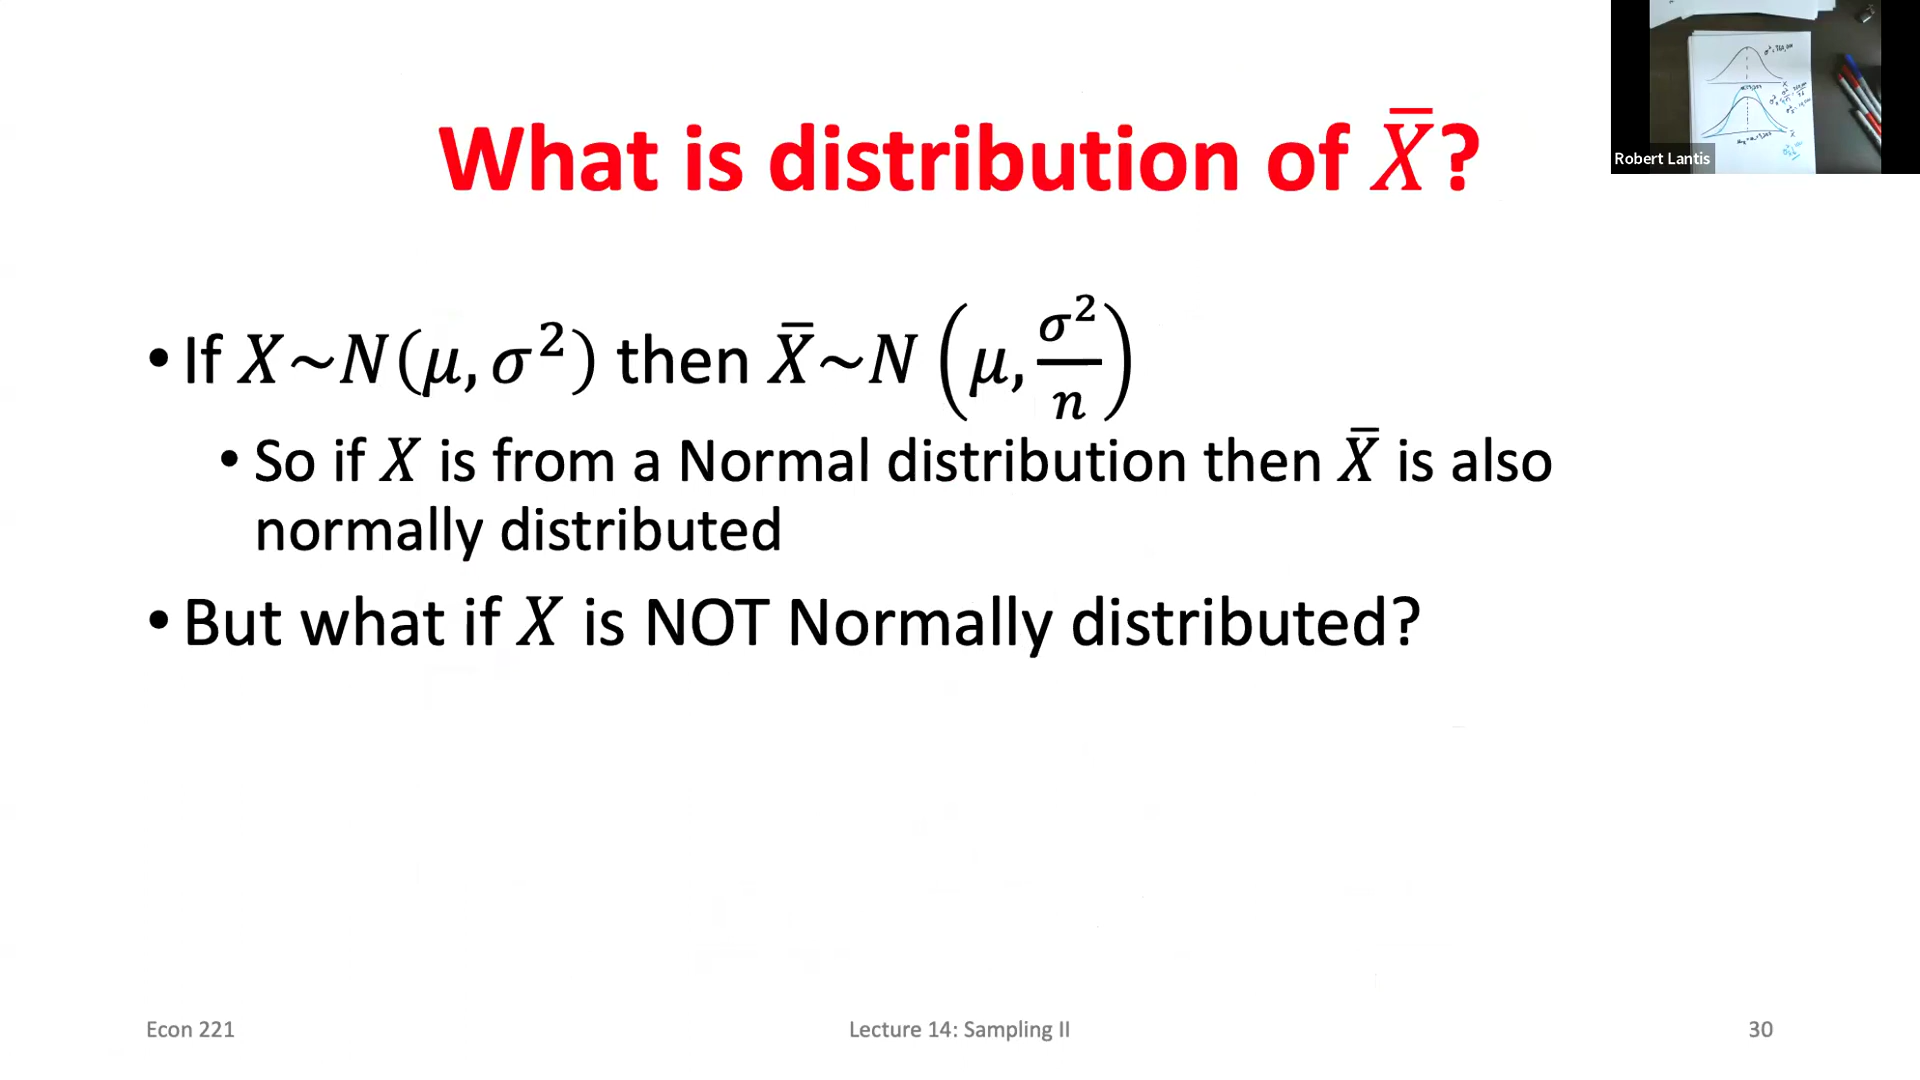 What is distribution of X̄?
• If X~N(μ, σ²) then X̄~N(μ, σ²/n)
• So if X is from a Normal distribution then X̄ is also
normally distributed
• But what if X is NOT Normally distributed?
Robert Lantis
Econ 221
Lecture 14: Sampling II
30